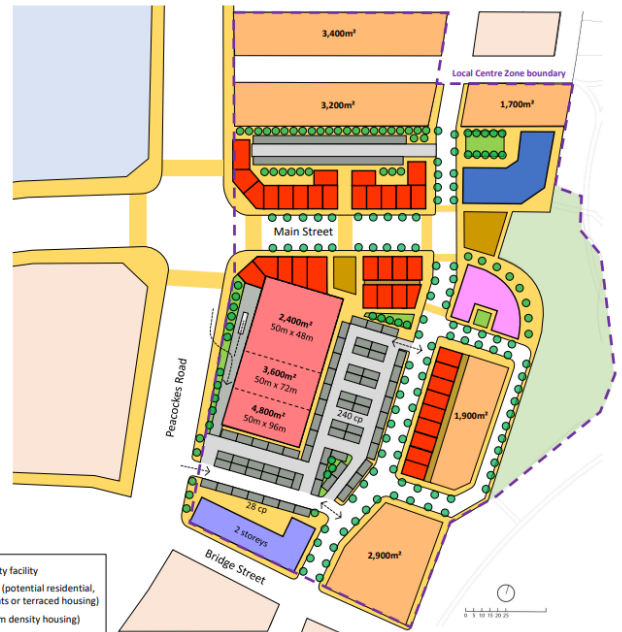 3,400m²
Local Centre Zone boundary
3,200m²
1,700m²
Main Street
2,400m²
50m x 48m
3,600m²
50m x 72m
4,800m²
50m x 96m
240 cp
1,900m²
Peacockes Road
28 cp
2 storeys
2,900m²
Bridge Street
ty facility
(potential residential,
nts or terraced housing)
m density housing)
0 5 10 15 20 25